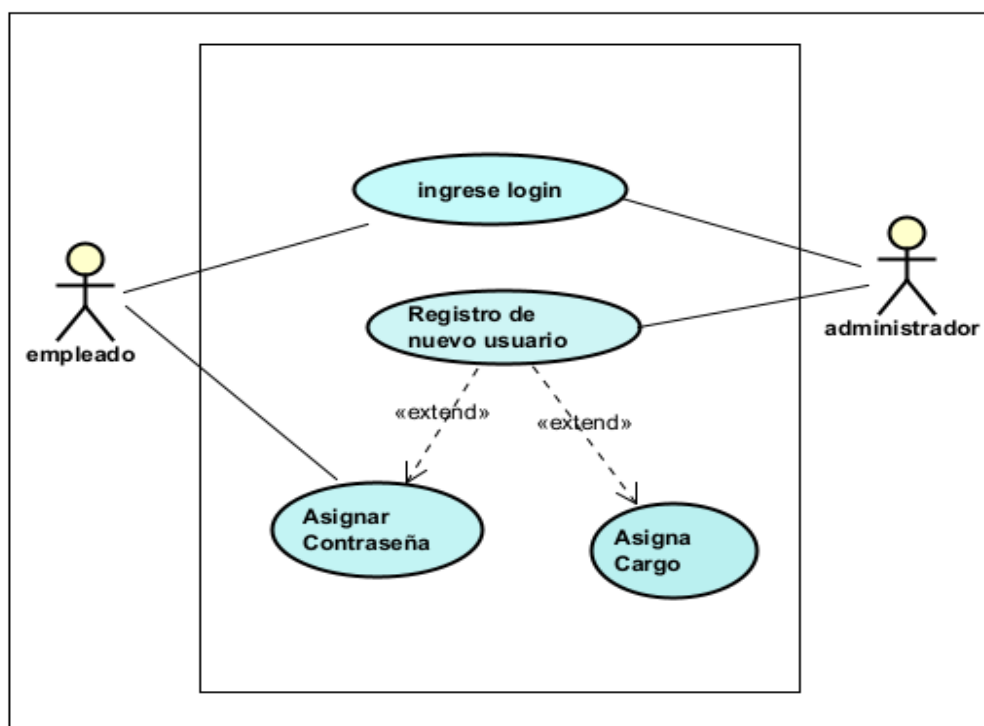 ingrese login
Registro de
nuevo usuario
empleado
administrador
«extend»
«extend»
Asignar
Contraseña
Asigna
Cargo